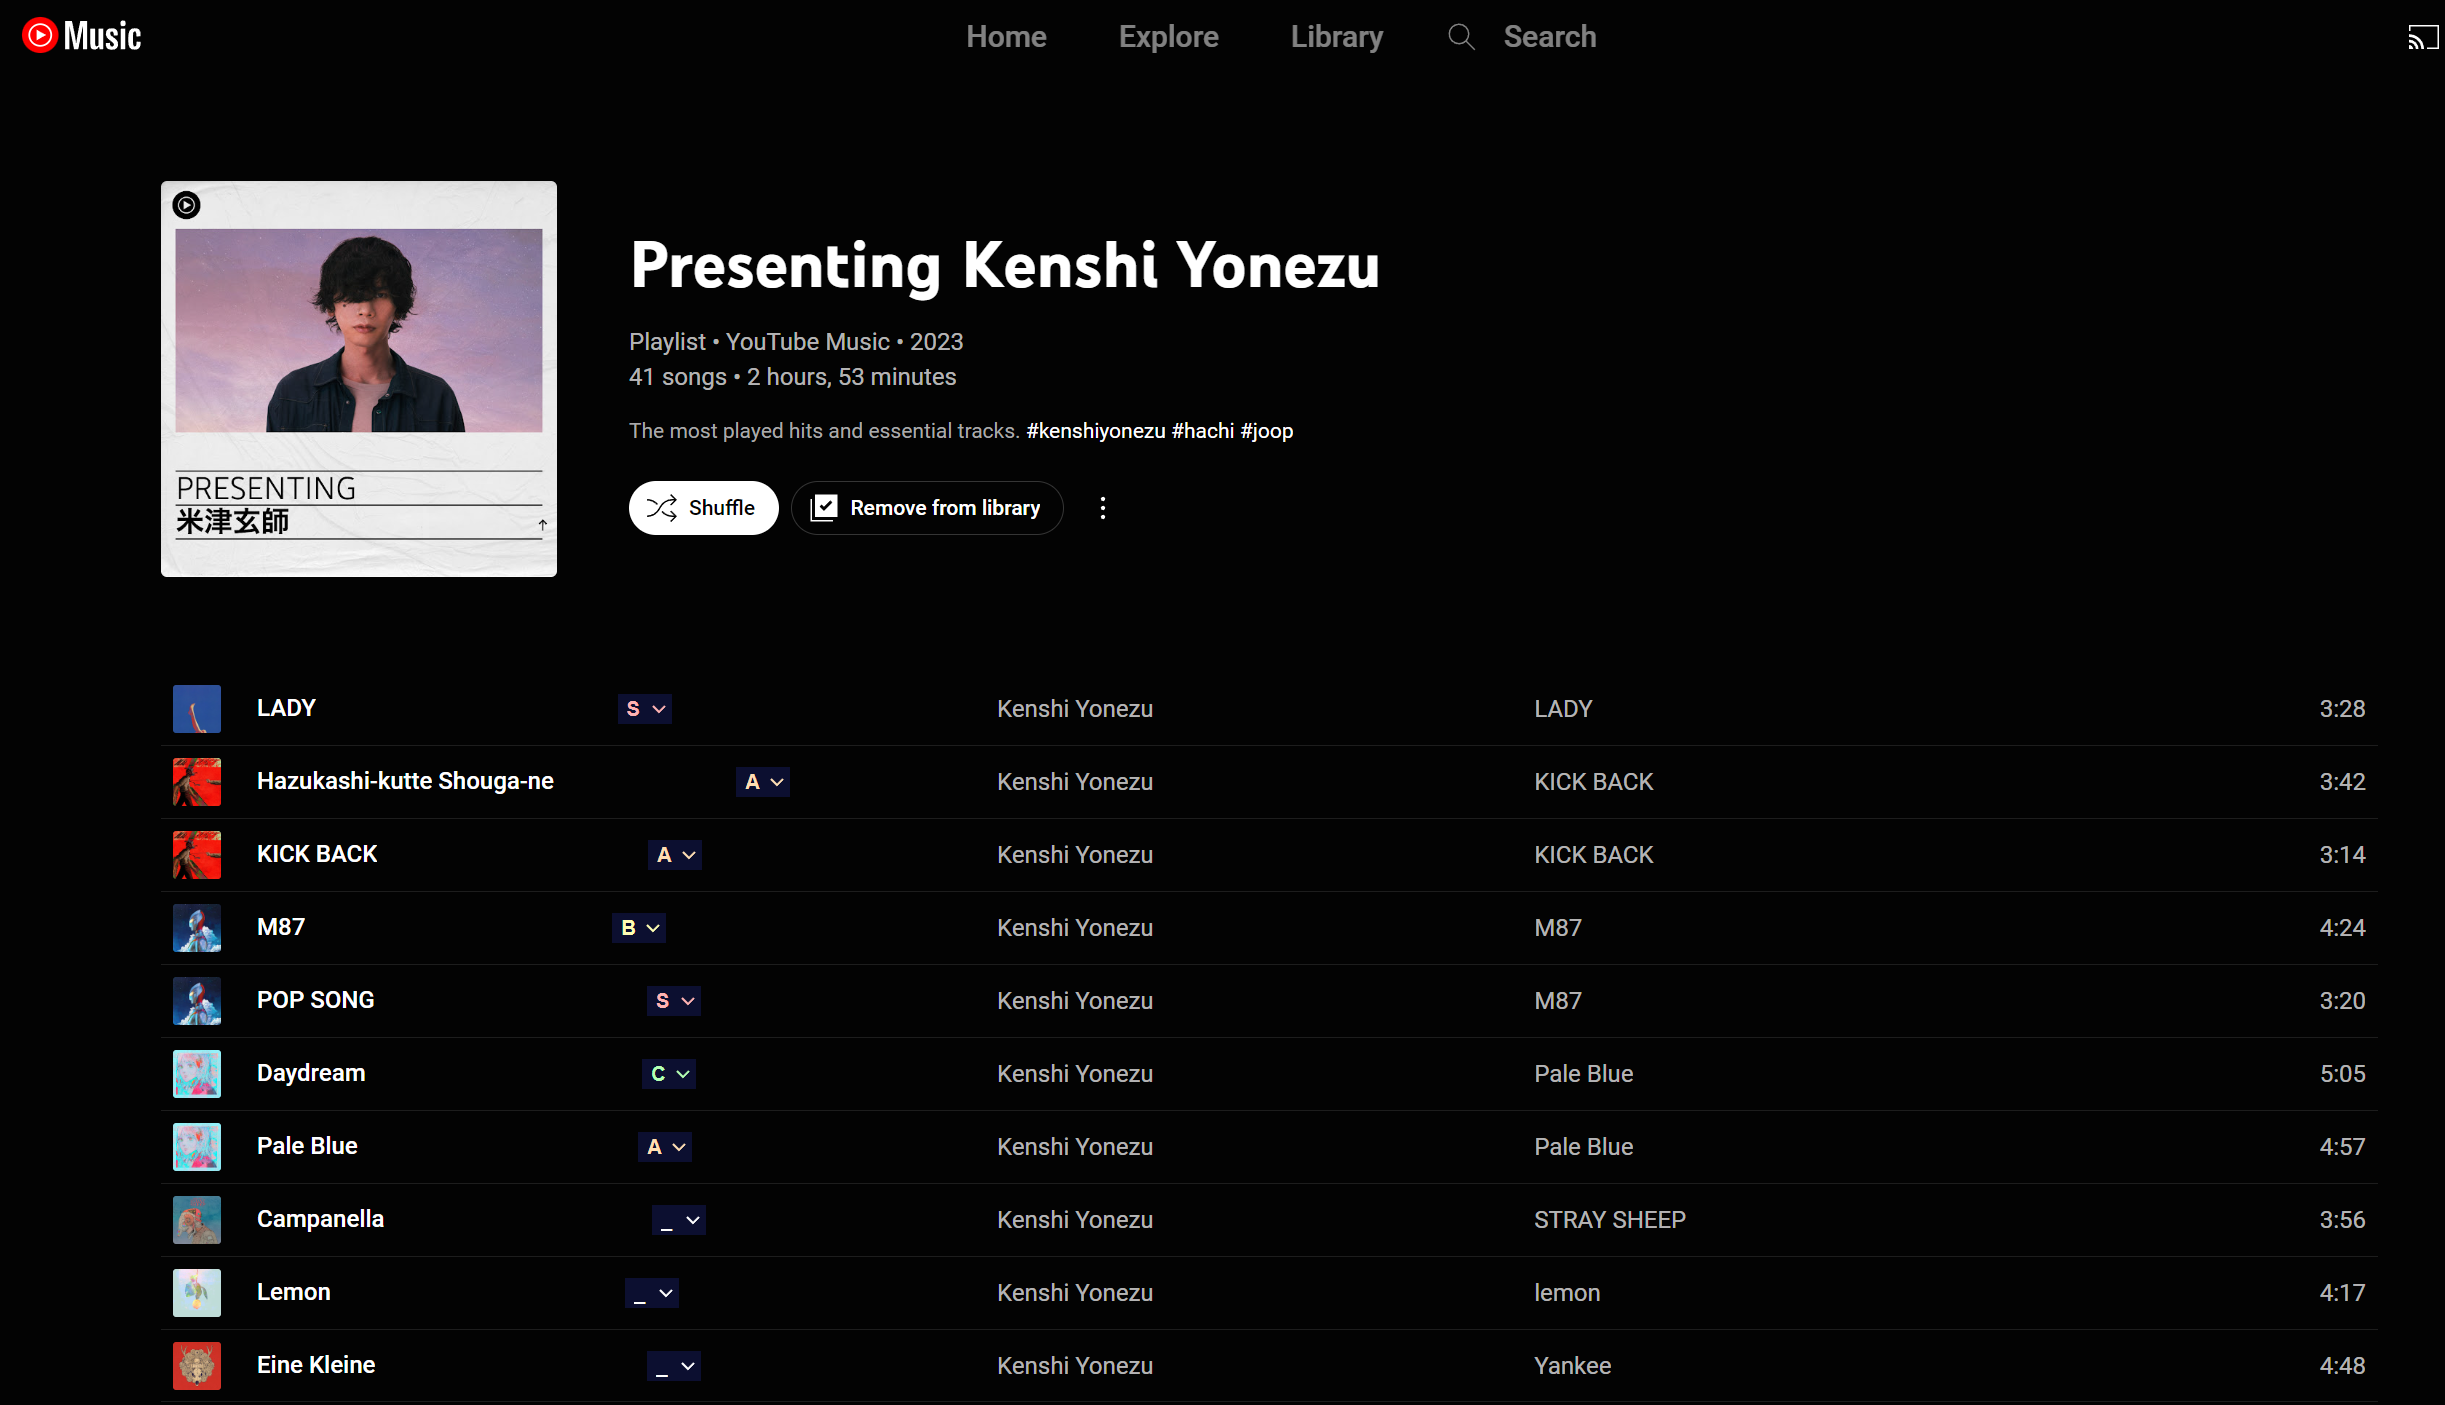 Music
Home Explore Library Search
PRESENTING
米津玄師
Presenting Kenshi Yonezu
Playlist • YouTube Music • 2023
41 songs • 2 hours, 53 minutes
The most played hits and essential tracks. #kenshiyonezu #hachi #joop
Shuffle Remove from library
LADY S Kenshi Yonezu LADY 3:28
Hazukashi-kutte Shouga-ne A Kenshi Yonezu KICK BACK 3:42
KICK BACK A Kenshi Yonezu KICK BACK 3:14
M87 B Kenshi Yonezu M87 4:24
POP SONG S Kenshi Yonezu M87 3:20
Daydream C Kenshi Yonezu Pale Blue 5:05
Pale Blue A Kenshi Yonezu Pale Blue 4:57
Campanella _ Kenshi Yonezu STRAY SHEEP 3:56
Lemon _ Kenshi Yonezu lemon 4:17
Eine Kleine _ Kenshi Yonezu Yankee 4:48